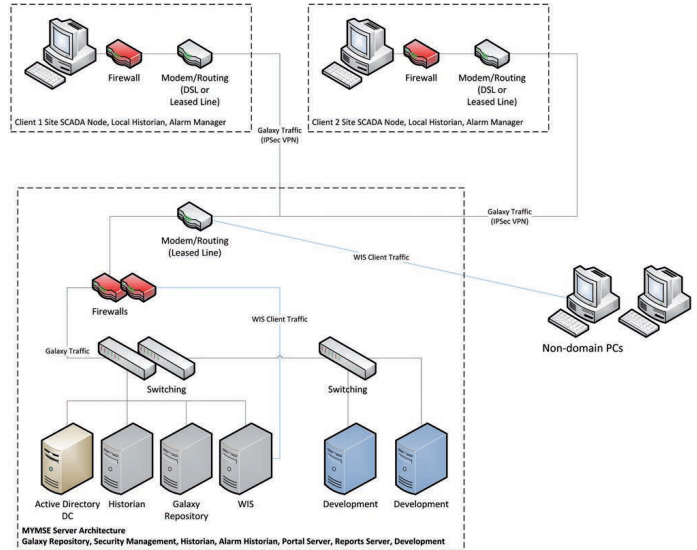 Firewall
Modem/Routing
(DSL or
Leased Line)
Client 1 Site SCADA Node, Local Historian, Alarm Manager
Firewall
Modem/Routing
(DSL or
Leased Line)
Client 2 Site SCADA Node, Local Historian, Alarm Manager
Galaxy Traffic
(IPSec VPN)
Galaxy Traffic
(IPSec VPN)
Modem/Routing
(Leased Line)
WIS Client Traffic
Firewalls
WIS Client Traffic
Non-domain PCs
Galaxy Traffic
Switching
Switching
Active Directory
DC
Historian
Galaxy
Repository
WIS
Development
Development
MYMSE Server Architecture
Galaxy Repository, Security Management, Historian, Alarm Historian, Portal Server, Reports Server, Development